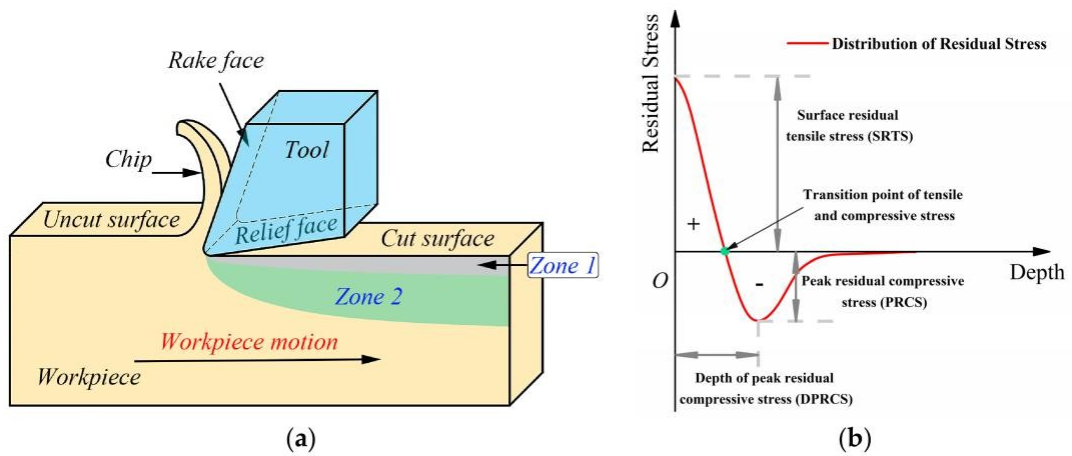 Rake face
Tool
Chip
Uncut surface
Relief face
Cut surface
Zone 1
Zone 2
Workpiece motion
Workpiece
(a)
Residual Stress
Distribution of Residual Stress
Surface residual
tensile stress (SRTS)
Transition point of tensile
and compressive stress
+
O
-
Depth
Peak residual compressive
stress (PRCS)
Depth of peak residual
compressive stress (DPRCS)
(b)